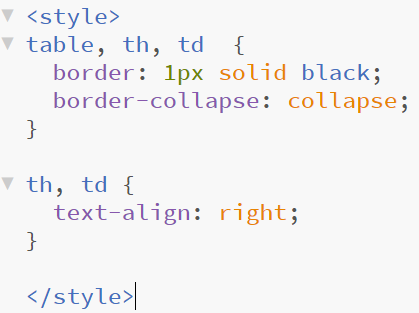 <style>
table, th, td  {
  border: 1px solid black;
  border-collapse: collapse;
}

th, td {
  text-align: right;
}

</style>